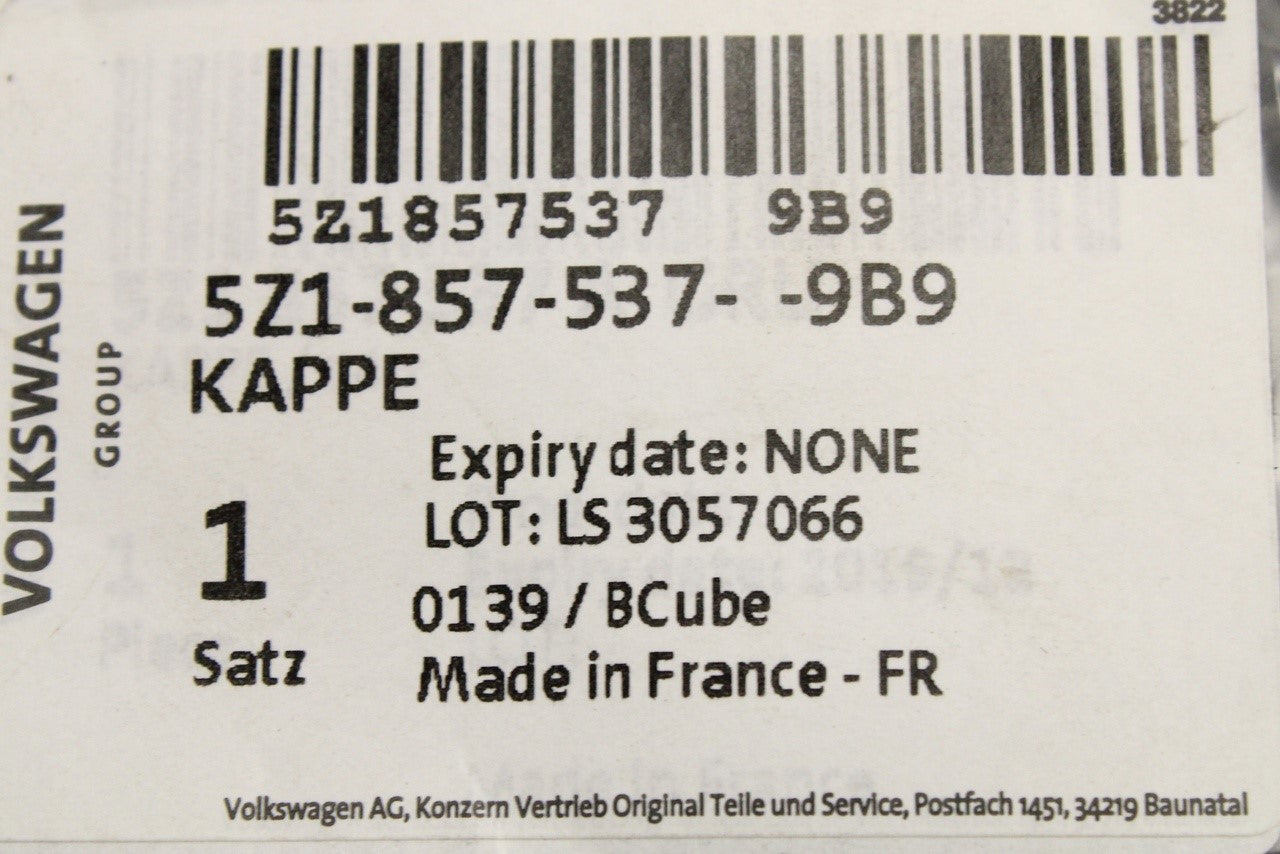 3822
5Z1857537 9B9
5Z1-857-537- -9B9
KAPPE
VOLKSWAGEN
GROUP
Expiry date: NONE
LOT: LS 3057066
1
0139 / BCube
Satz
Made in France - FR
Volkswagen AG, Konzern Vertrieb Original Teile und Service, Postfach 1451, 34219 Baunatal